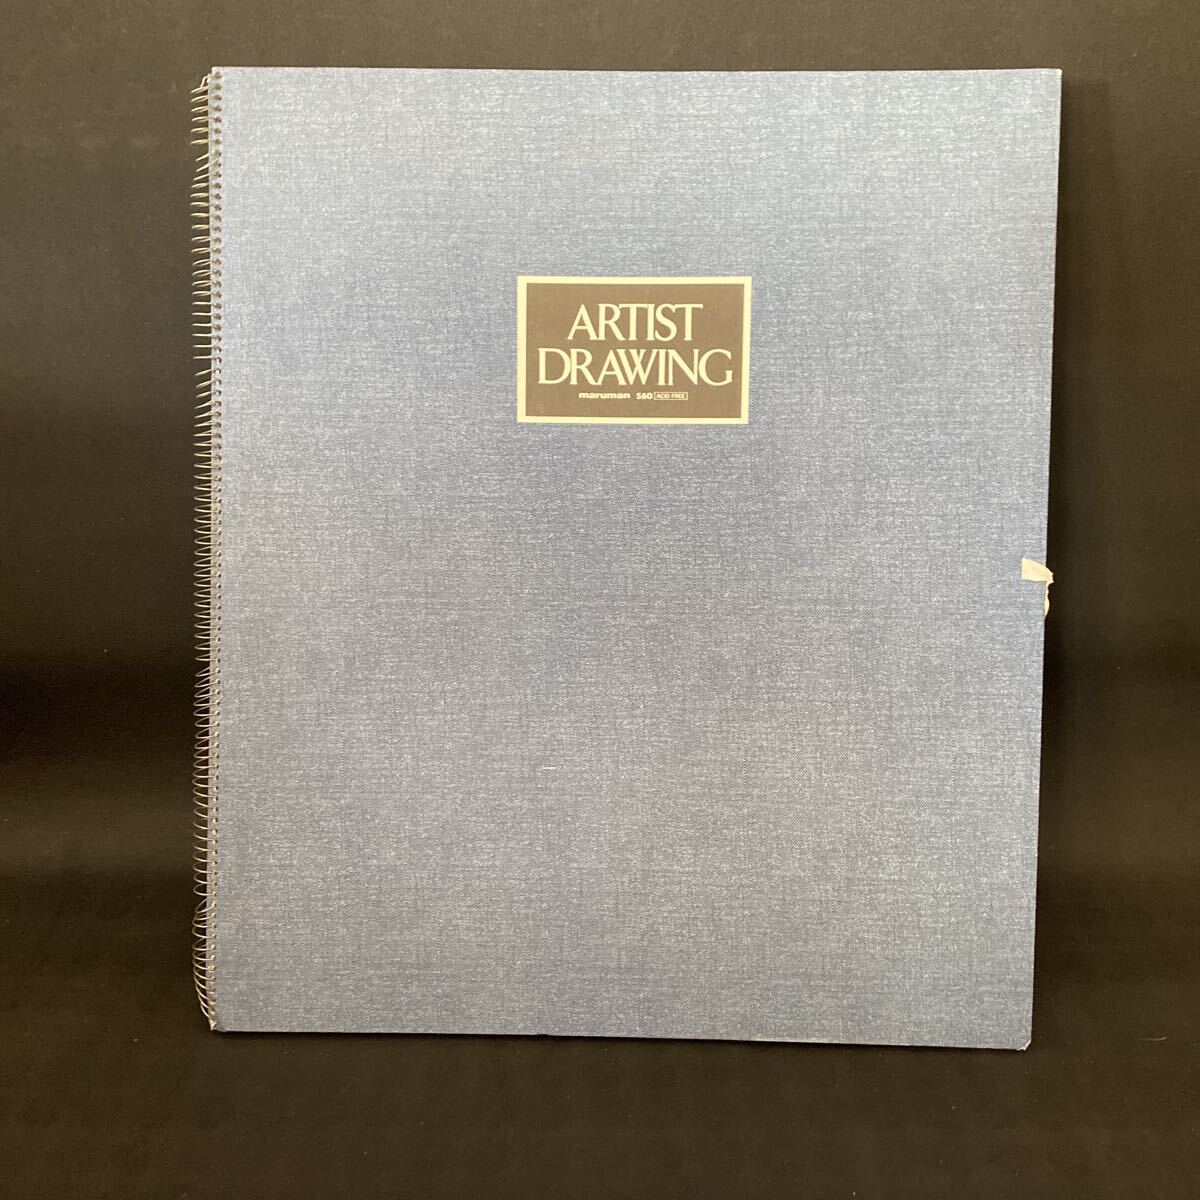 ARTIST
DRAWING
maruman S60 ACID FREE